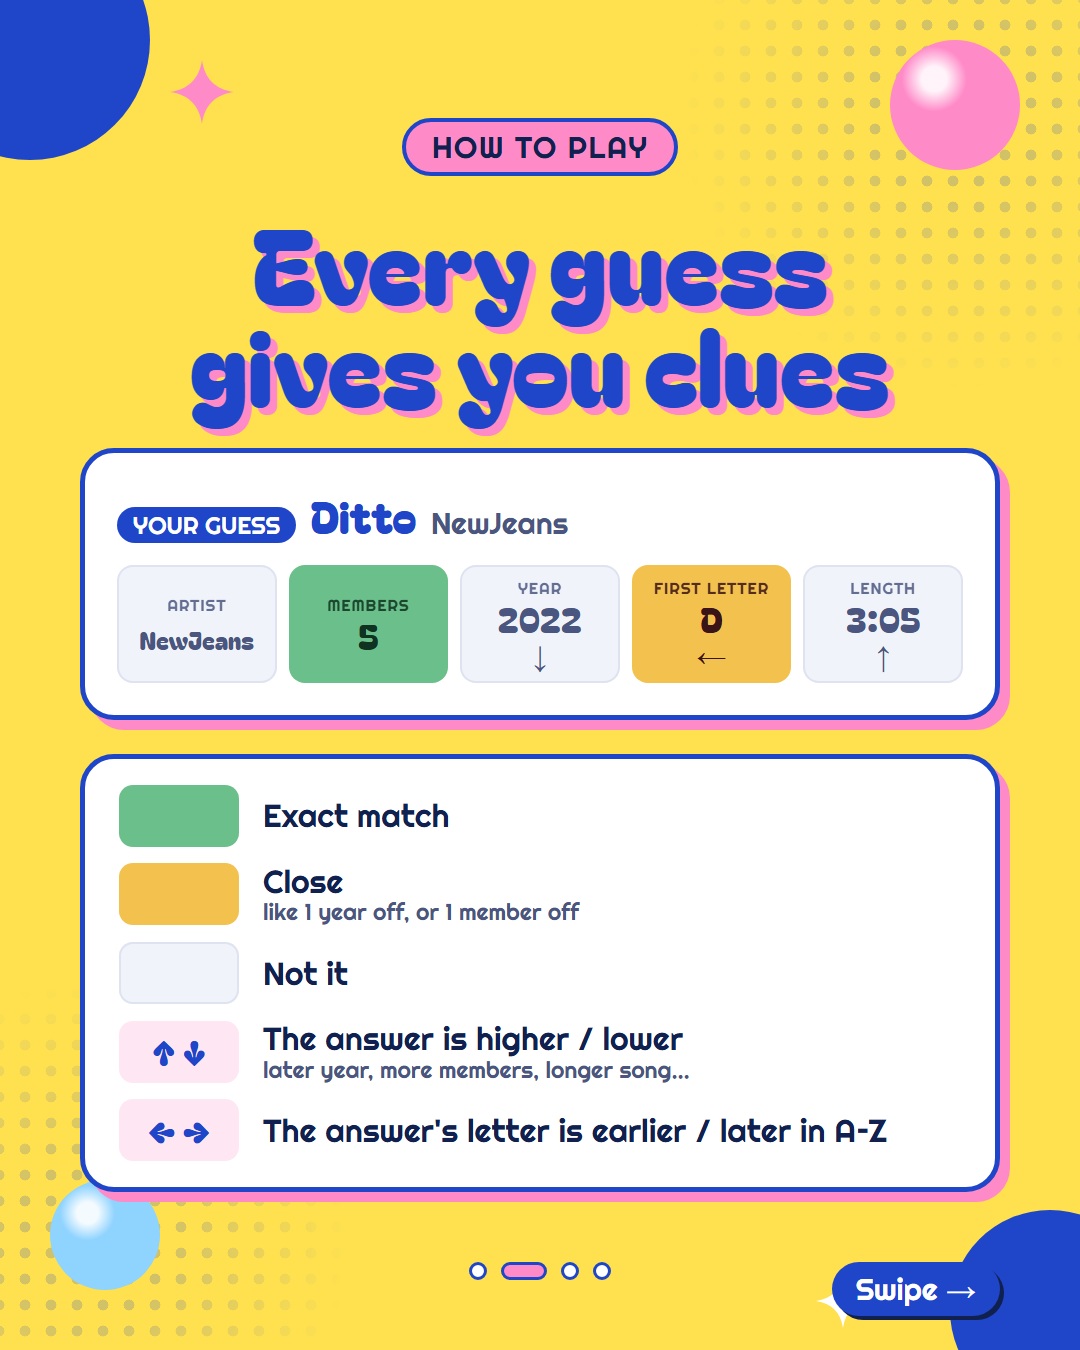 HOW TO PLAY
Every guess
gives you clues
YOUR GUESS Ditto NewJeans
ARTIST
NewJeans
MEMBERS
5
YEAR
2022
↓
FIRST LETTER
D
←
LENGTH
3:05
↑
Exact match
Close
like 1 year off, or 1 member off
Not it
↑ ↓ The answer is higher / lower
later year, more members, longer song...
← → The answer's letter is earlier / later in A-Z
Swipe →